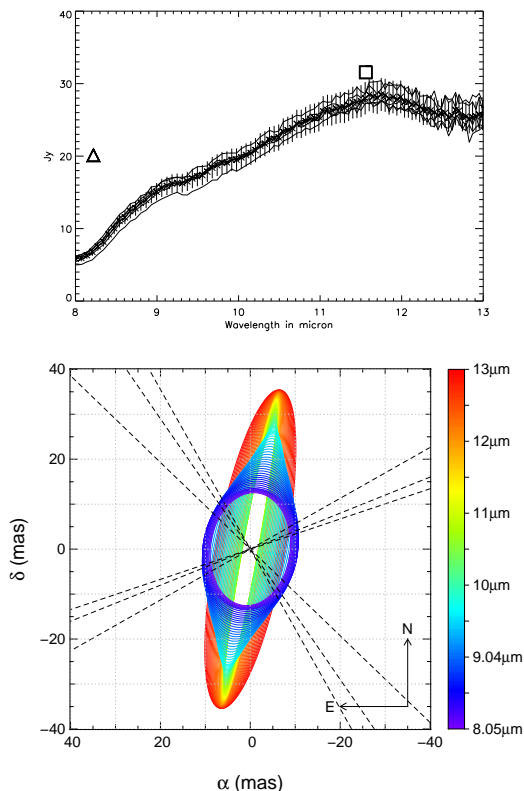 40
30
20
10
0
Jy
8 9 10 11 12 13
Wavelength in micron
40
20
0
−20
−40
δ (mas)
40 20 0 −20 −40
α (mas)
N
E
13μm
12μm
11μm
10μm
9.04μm
8.05μm